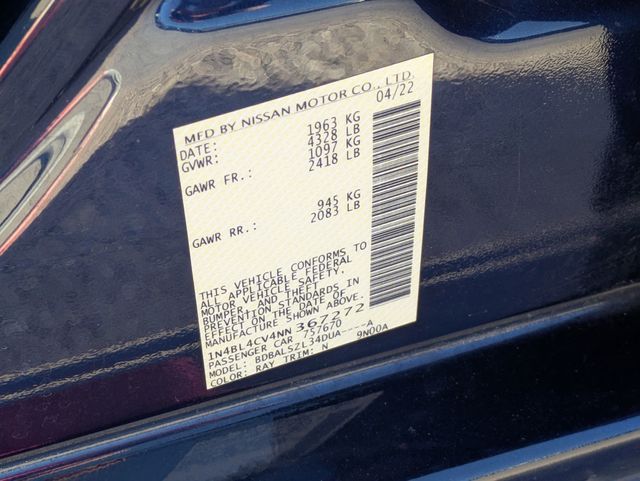 MFD BY NISSAN MOTOR CO., LTD.
DATE: 04/22
GVWR: 1963 KG
4328 LB
GAWR FR.: 1097 KG
2418 LB
GAWR RR.: 945 KG
2083 LB
THIS VEHICLE CONFORMS TO
ALL APPLICABLE FEDERAL
MOTOR VEHICLE SAFETY,
BUMPER, AND THEFT
PREVENTION STANDARDS IN
EFFECT ON THE DATE OF
MANUFACTURE SHOWN ABOVE.
1N4BL4CV4NN 367272
PASSENGER CAR 757670
BDBALSZL34DUA----A
COLOR: RAY TRIM: N 9N00A